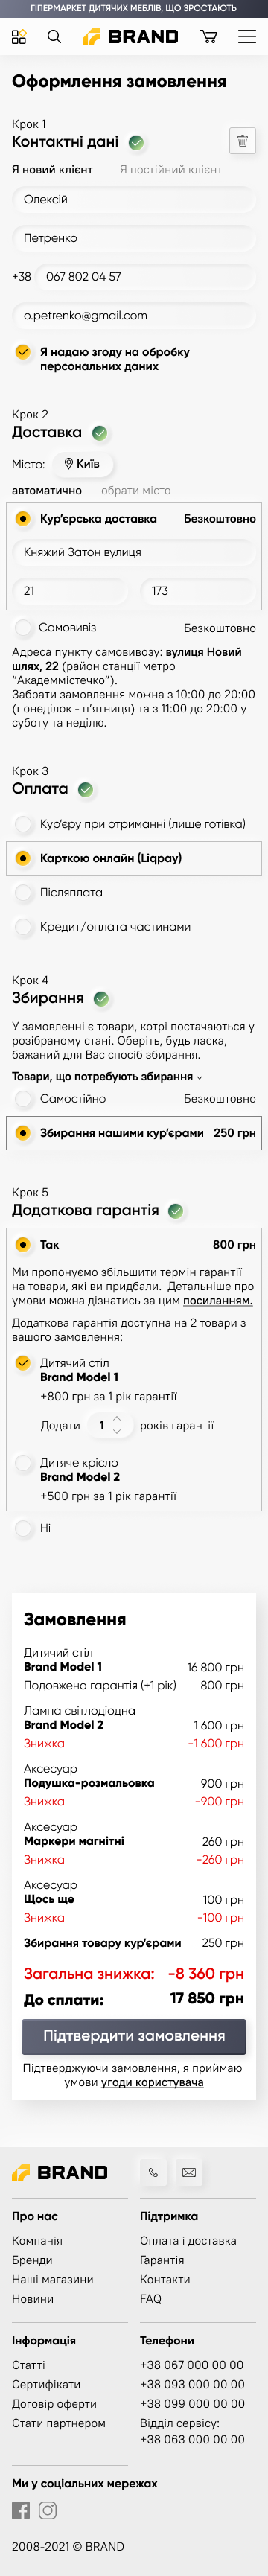 ГІПЕРМАРКЕТ ДИТЯЧИХ МЕБЛІВ, ЩО ЗРОСТАЮТЬ
BRAND
Оформлення замовлення
Крок 1
Контактні дані
Я новий клієнт Я постійний клієнт
Олексій
Петренко
+38 067 802 04 57
o.petrenko@gmail.com
Я надаю згоду на обробку
персональних даних
Крок 2
Доставка
Місто: Київ
автоматично обрати місто
Кур’єрська доставка Безкоштовно
Княжий Затон вулиця
21 173
Самовивіз Безкоштовно
Адреса пункту самовивозу: вулиця Новий
шлях, 22 (район станції метро
“Академмістечко”).
Забрати замовлення можна з 10:00 до 20:00
(понеділок - п’ятниця) та з 11:00 до 20:00 у
суботу та неділю.
Крок 3
Оплата
Кур’єру при отриманні (лише готівка)
Карткою онлайн (Liqpay)
Післяплата
Кредит/оплата частинами
Крок 4
Збирання
У замовленні є товари, котрі постачаються у
розібраному стані. Оберіть, будь ласка,
бажаний для Вас спосіб збирання.
Товари, що потребують збирання
Самостійно Безкоштовно
Збирання нашими кур’єрами 250 грн
Крок 5
Додаткова гарантія
Так 800 грн
Ми пропонуємо збільшити термін гарантії
на товари, які ви придбали. Детальніше про
умови можна дізнатись за цим посиланням.
Додаткова гарантія доступна на 2 товари з
вашого замовлення:
Дитячий стіл
Brand Model 1
+800 грн за 1 рік гарантії
Додати 1 років гарантії
Дитяче крісло
Brand Model 2
+500 грн за 1 рік гарантії
Ні
Замовлення
Дитячий стіл
Brand Model 1 16 800 грн
Подовжена гарантія (+1 рік) 800 грн
Лампа світлодіодна
Brand Model 2 1 600 грн
Знижка -1 600 грн
Аксесуар
Подушка-розмальовка 900 грн
Знижка -900 грн
Аксесуар
Маркери магнітні 260 грн
Знижка -260 грн
Аксесуар
Щось ще 100 грн
Знижка -100 грн
Збирання товару кур’єрами 250 грн
Загальна знижка: -8 360 грн
До сплати: 17 850 грн
Підтвердити замовлення
Підтверджуючи замовлення, я приймаю
умови угоди користувача
BRAND
Про нас
Компанія
Бренди
Наші магазини
Новини
Підтримка
Оплата і доставка
Гарантія
Контакти
FAQ
Інформація
Статті
Сертифікати
Договір оферти
Стати партнером
Телефони
+38 067 000 00 00
+38 093 000 00 00
+38 099 000 00 00
Відділ сервісу:
+38 063 000 00 00
Ми у соціальних мережах
2008-2021 © BRAND